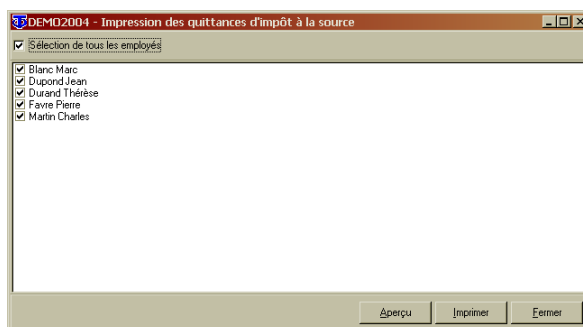 DEMO2004 - Impression des quittances d'impôt à la source
Sélection de tous les employés
Blanc Marc
Dupond Jean
Durand Thérèse
Favre Pierre
Martin Charles
Aperçu Imprimer Fermer